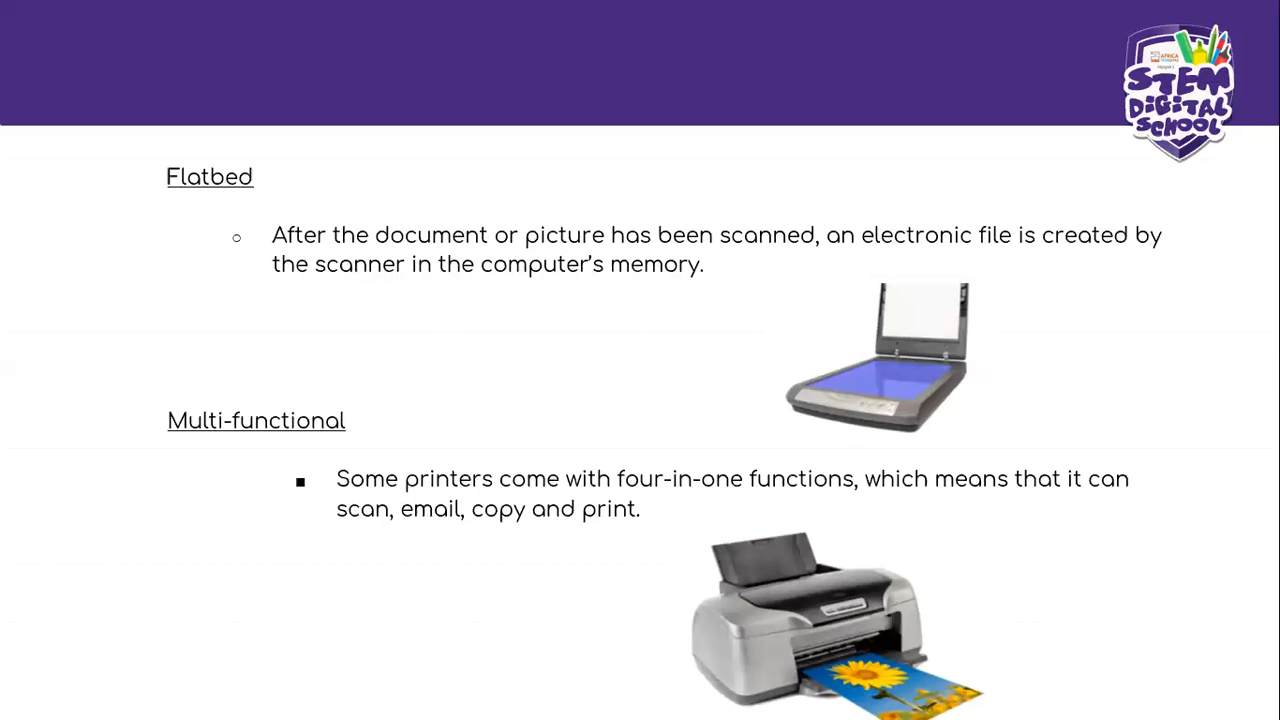 AFRICA
STEM
DIGITAL
SCHOOL
Flatbed
○ After the document or picture has been scanned, an electronic file is created by
the scanner in the computer's memory.
Multi-functional
■ Some printers come with four-in-one functions, which means that it can
scan, email, copy and print.